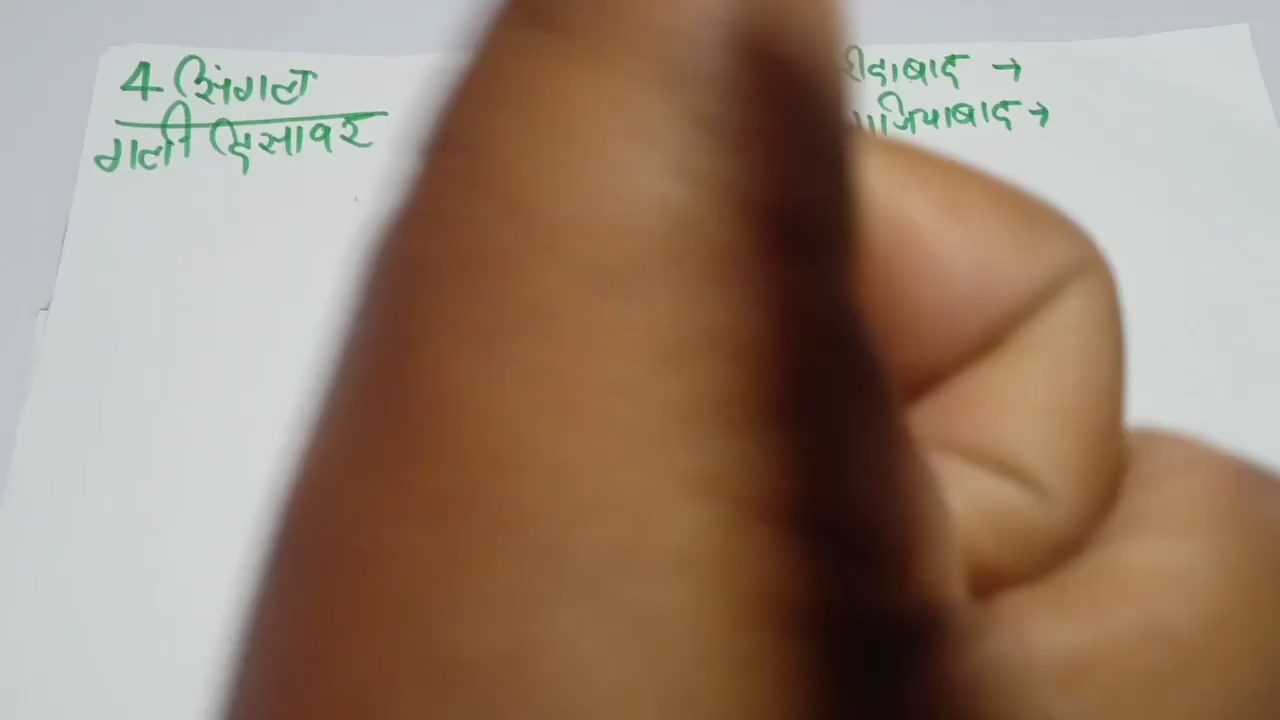 4 सिंगल
गली दिसावर
रीदाबाद →
ाजियाबाद →